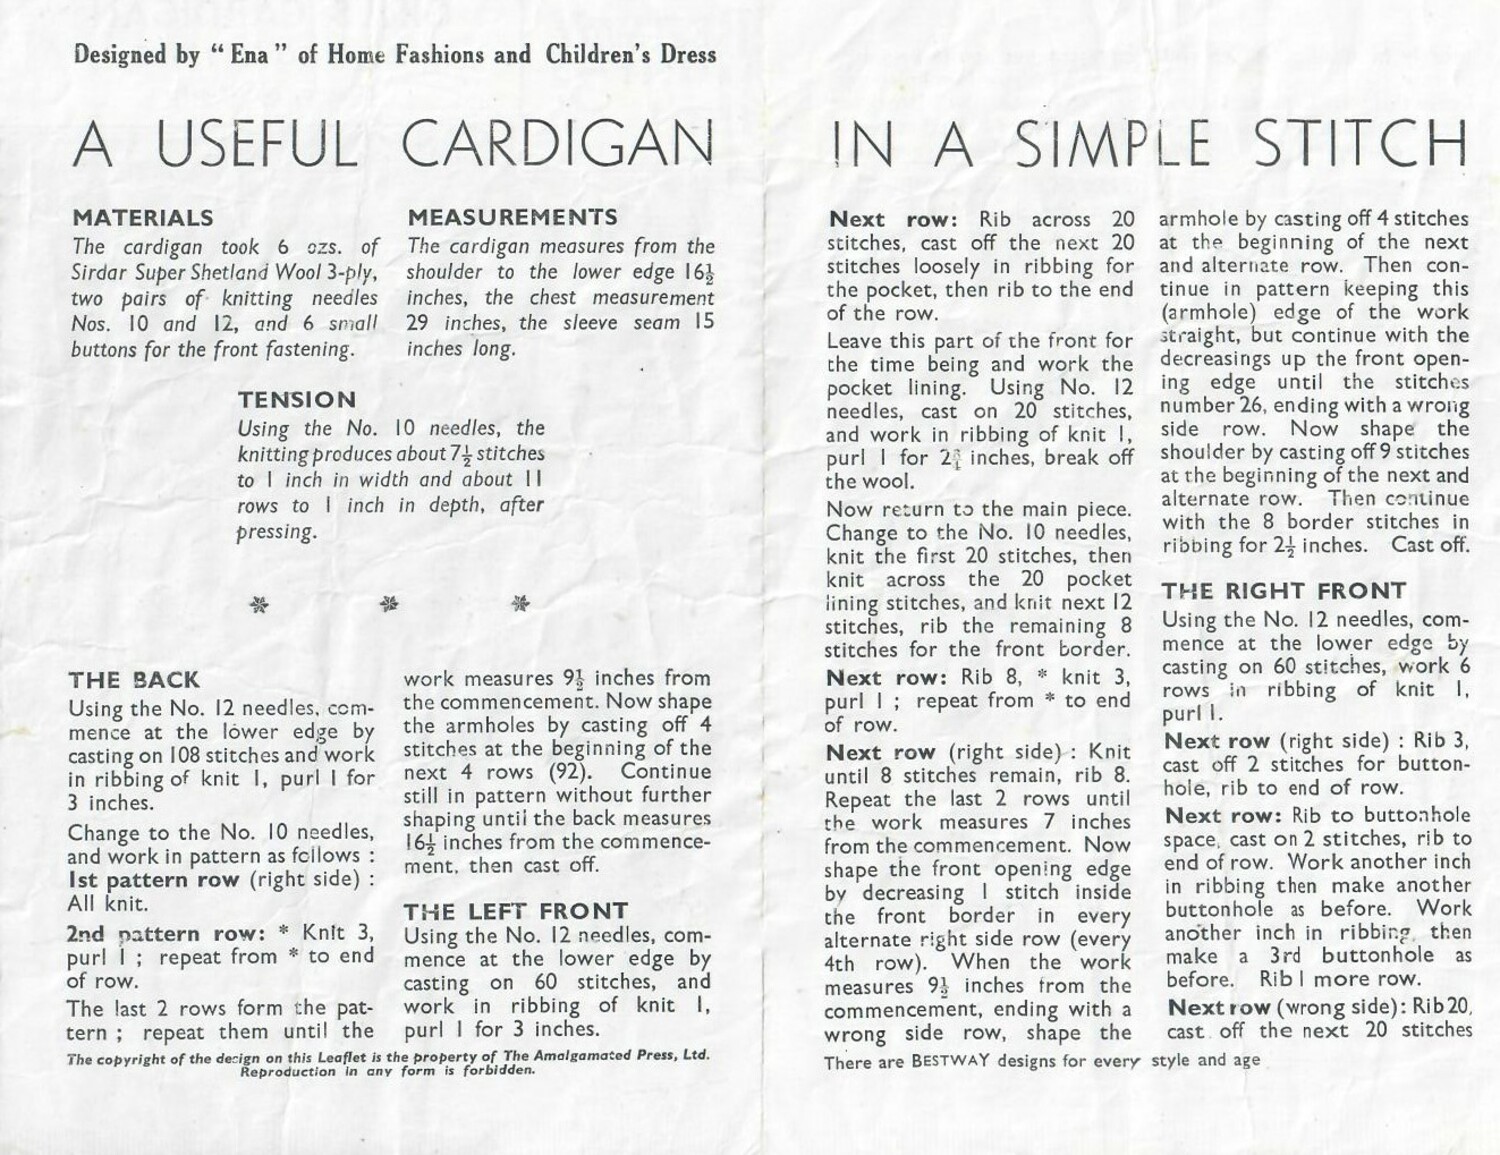 Designed by “ Ena ” of Home Fashions and Children's Dress
A USEFUL CARDIGAN
MATERIALS
The cardigan took 6 ozs. of
Sirdar Super Shetland Wool 3-ply,
two pairs of knitting needles
Nos. 10 and 12, and 6 small
buttons for the front fastening.
MEASUREMENTS
The cardigan measures from the
shoulder to the lower edge 16½
inches, the chest measurement
29 inches, the sleeve seam 15
inches long.
TENSION
Using the No. 10 needles, the
knitting produces about 7½ stitches
to 1 inch in width and about 11
rows to 1 inch in depth, after
pressing.
THE BACK
Using the No. 12 needles, com-
mence at the lower edge by
casting on 108 stitches and work
in ribbing of knit 1, purl 1 for
3 inches.
Change to the No. 10 needles,
and work in pattern as follows :
1st pattern row (right side) :
All knit.
2nd pattern row: * Knit 3,
purl 1 ; repeat from * to end
of row.
The last 2 rows form the pat-
tern ; repeat them until the
work measures 9½ inches from
the commencement. Now shape
the armholes by casting off 4
stitches at the beginning of the
next 4 rows (92). Continue
still in pattern without further
shaping until the back measures
16½ inches from the commence-
ment, then cast off.
THE LEFT FRONT
Using the No. 12 needles, com-
mence at the lower edge by
casting on 60 stitches, and
work in ribbing of knit 1,
purl 1 for 3 inches.
The copyright of the design on this Leaflet is the property of The Amalgamated Press, Ltd.
Reproduction in any form is forbidden.
IN A SIMPLE STITCH
Next row: Rib across 20
stitches, cast off the next 20
stitches loosely in ribbing for
the pocket, then rib to the end
of the row.
Leave this part of the front for
the time being and work the
pocket lining. Using No. 12
needles, cast on 20 stitches,
and work in ribbing of knit 1,
purl 1 for inches, break off
the wool.
Now return to the main piece.
Change to the No. 10 needles,
knit the first 20 stitches, then
knit across the 20 pocket
lining stitches, and knit next 12
stitches, rib the remaining 8
stitches for the front border.
Next row: Rib 8, * knit 3,
purl 1 ; repeat from * to end
of row.
Next row (right side) : Knit
until 8 stitches remain, rib 8.
Repeat the last 2 rows until
the work measures 7 inches
from the commencement. Now
shape the front opening edge
by decreasing 1 stitch inside
the front border in every
alternate right side row (every
4th row). When the work
measures 9½ inches from the
commencement, ending with a
wrong side row, shape the
armhole by casting off 4 stitches
at the beginning of the next
and alternate row. Then con-
tinue in pattern keeping this
(armhole) edge of the work
straight, but continue with the
decreasings up the front open-
ing edge until the stitches
number 26, ending with a wrong
side row. Now shape the
shoulder by casting off 9 stitches
at the beginning of the next and
alternate row. Then continue
with the 8 border stitches in
ribbing for 2½ inches. Cast off.
THE RIGHT FRONT
Using the No. 12 needles, com-
mence at the lower edge by
casting on 60 stitches, work 6
rows in ribbing of knit 1,
purl 1.
Next row (right side) : Rib 3,
cast off 2 stitches for button-
hole, rib to end of row.
Next row: Rib to buttonhole
space, cast on 2 stitches, rib to
end of row. Work another inch
in ribbing then make another
buttonhole as before. Work
another inch in ribbing, then
make a 3rd buttonhole as
before. Rib 1 more row.
Next row (wrong side): Rib 20,
cast off the next 20 stitches
There are BESTWAY designs for every style and age